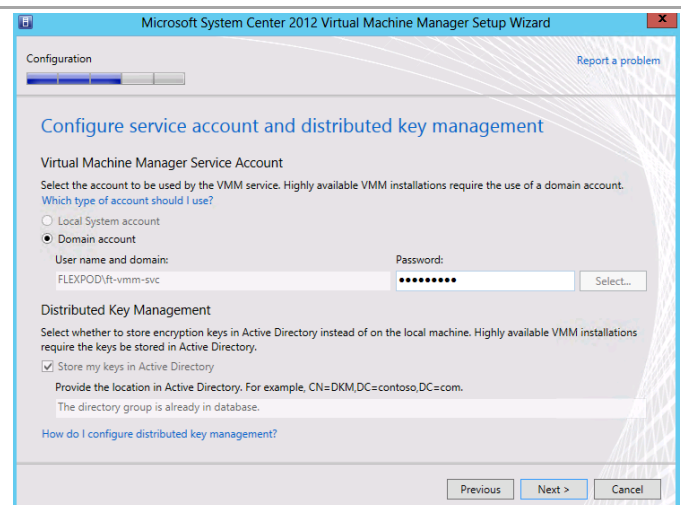 Microsoft System Center 2012 Virtual Machine Manager Setup Wizard
x
Configuration
Report a problem
Configure service account and distributed key management
Virtual Machine Manager Service Account
Select the account to be used by the VMM service. Highly available VMM installations require the use of a domain account.
Which type of account should I use?
Local System account
Domain account
User name and domain:
Password:
FLEXPOD\ft-vmm-svc
•••••••••
Select...
Distributed Key Management
Select whether to store encryption keys in Active Directory instead of on the local machine. Highly available VMM installations
require the keys be stored in Active Directory.
Store my keys in Active Directory
Provide the location in Active Directory. For example, CN=DKM,DC=contoso,DC=com.
The directory group is already in database.
How do I configure distributed key management?
Previous
Next >
Cancel